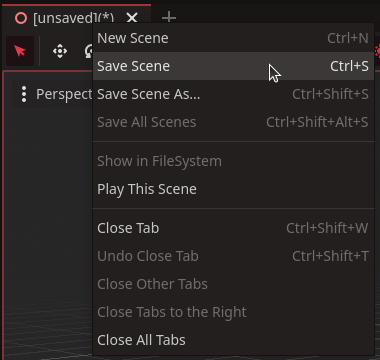 [unsaved](*)
New Scene Ctrl+N
Save Scene Ctrl+S
Perspect
Save Scene As... Ctrl+Shift+S
Save All Scenes Ctrl+Shift+Alt+S
Show in FileSystem
Play This Scene
Close Tab Ctrl+Shift+W
Undo Close Tab Ctrl+Shift+T
Close Other Tabs
Close Tabs to the Right
Close All Tabs